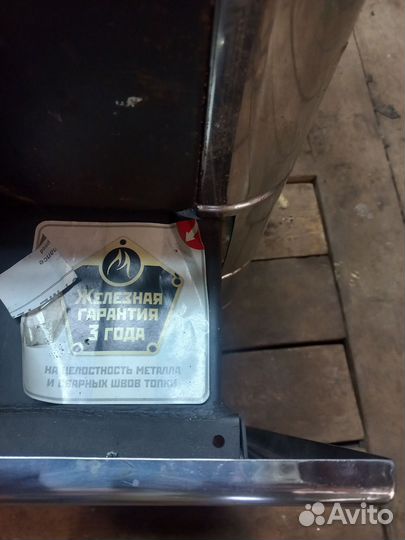 ЖЕЛЕЗНАЯ
ГАРАНТИЯ
3 ГОДА
НА ЦЕЛОСТНОСТЬ МЕТАЛЛА
И СВАРНЫХ ШВОВ ТОПКИ
Avito